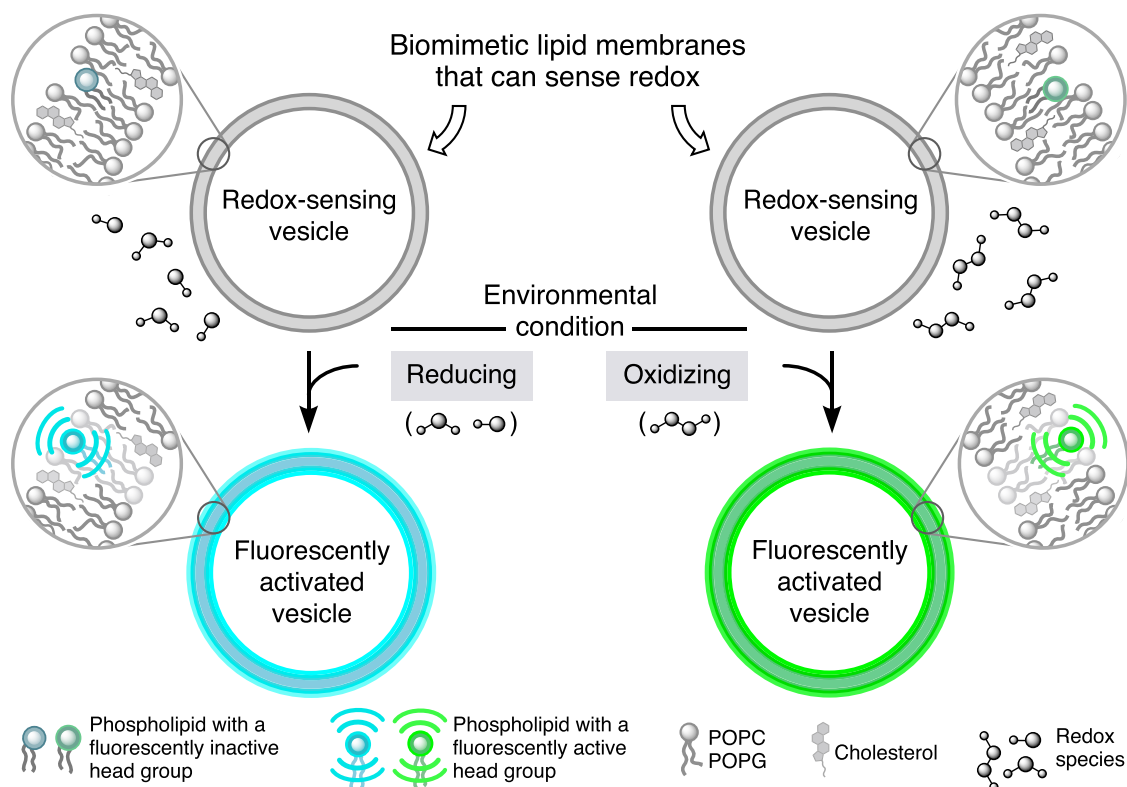 Biomimetic lipid membranes
that can sense redox
Redox-sensing
vesicle
Redox-sensing
vesicle
Environmental
condition
Reducing
Oxidizing
( )
( )
Fluorescently
activated
vesicle
Fluorescently
activated
vesicle
Phospholipid with a
fluorescently inactive
head group
Phospholipid with a
fluorescently active
head group
POPC
POPG
Cholesterol
Redox
species